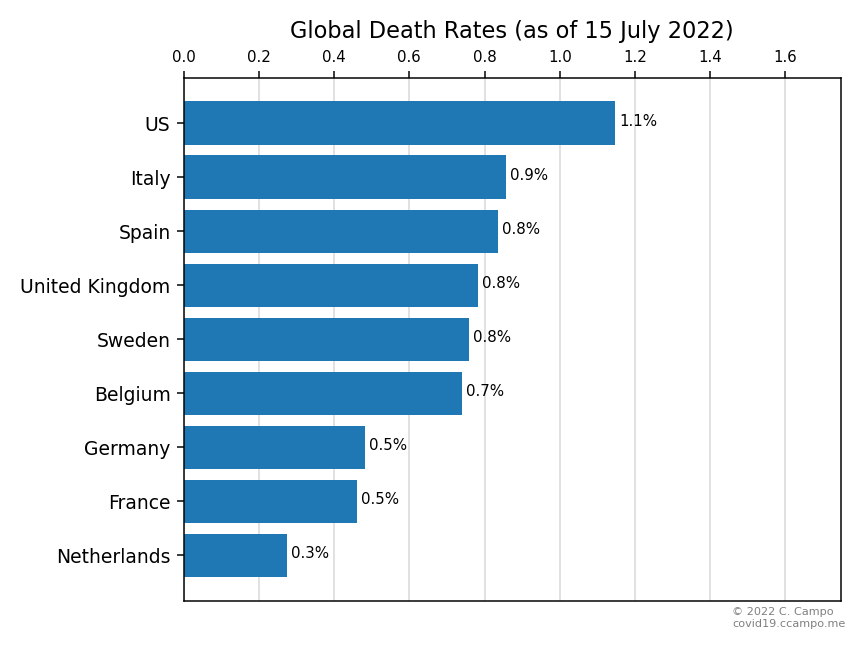 Global Death Rates (as of 15 July 2022)
0.0 0.2 0.4 0.6 0.8 1.0 1.2 1.4 1.6
US 1.1%
Italy 0.9%
Spain 0.8%
United Kingdom 0.8%
Sweden 0.8%
Belgium 0.7%
Germany 0.5%
France 0.5%
Netherlands 0.3%
© 2022 C. Campo
covid19.ccampo.me